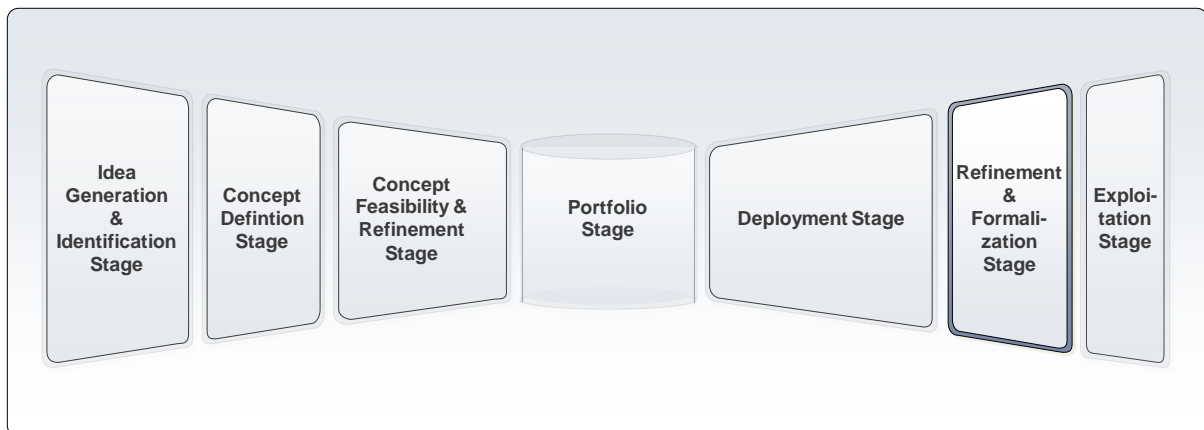 Idea
Generation
&
Identification
Stage
Concept
Defintion
Stage
Concept
Feasibility &
Refinement
Stage
Portfolio
Stage
Deployment Stage
Refinement
&
Formali-
zation
Stage
Exploi-
tation
Stage